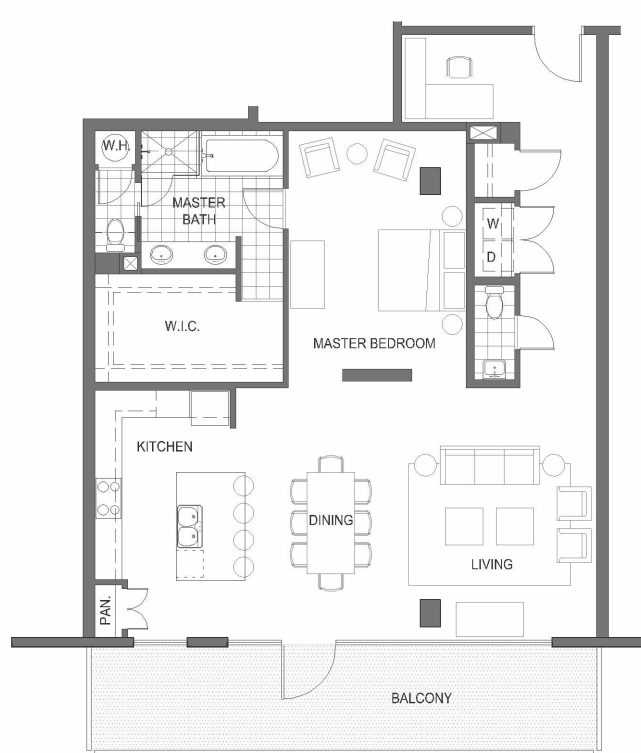 W.H.
MASTER
BATH
W
D
W.I.C.
MASTER BEDROOM
KITCHEN
DINING
LIVING
PAN.
BALCONY